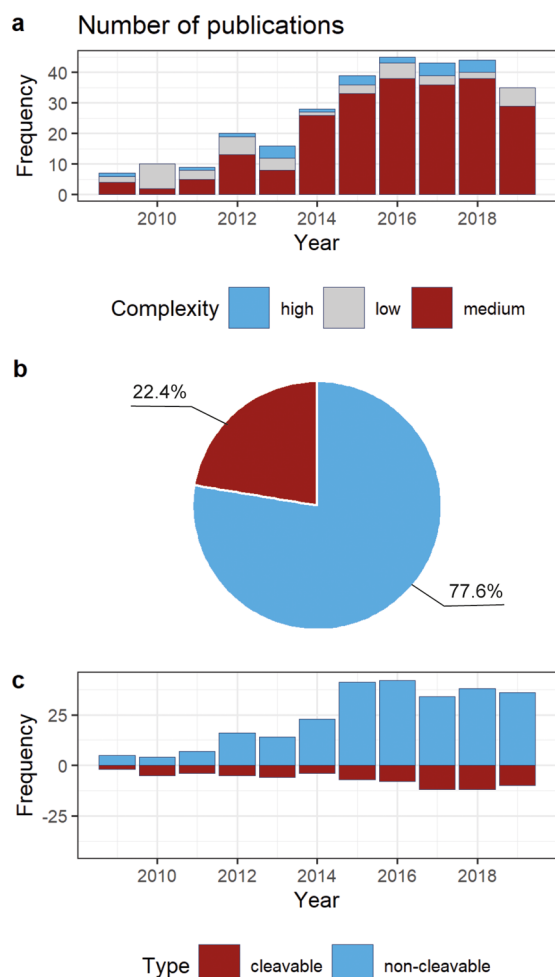 a Number of publications
40
30
20
10
0
Frequency
2010 2012 2014 2016 2018
Year
Complexity high low medium
b
22.4%
77.6%
c
25
0
-25
Frequency
2010 2012 2014 2016 2018
Year
Type cleavable non-cleavable